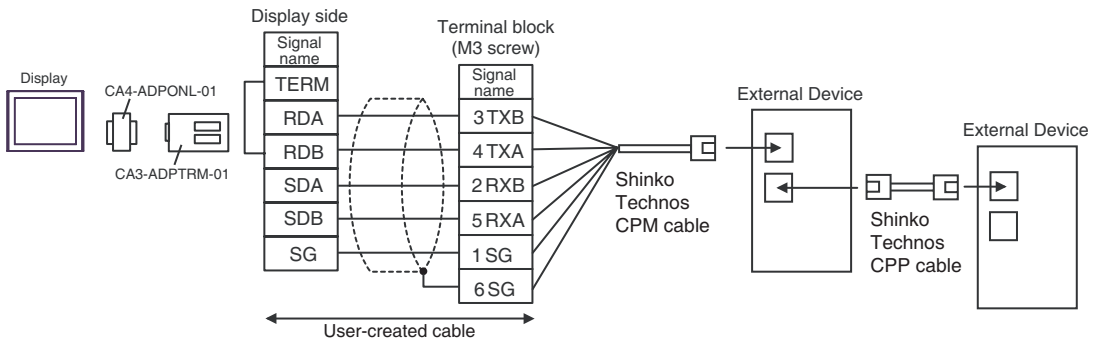 Display side
Terminal block
(M3 screw)
Display
CA4-ADPONL-01
CA3-ADPTRM-01
Signal
name
TERM
RDA
RDB
SDA
SDB
SG
Signal
name
3 TXB
4 TXA
2 RXB
5 RXA
1 SG
6 SG
User-created cable
Shinko
Technos
CPM cable
External Device
Shinko
Technos
CPP cable
External Device